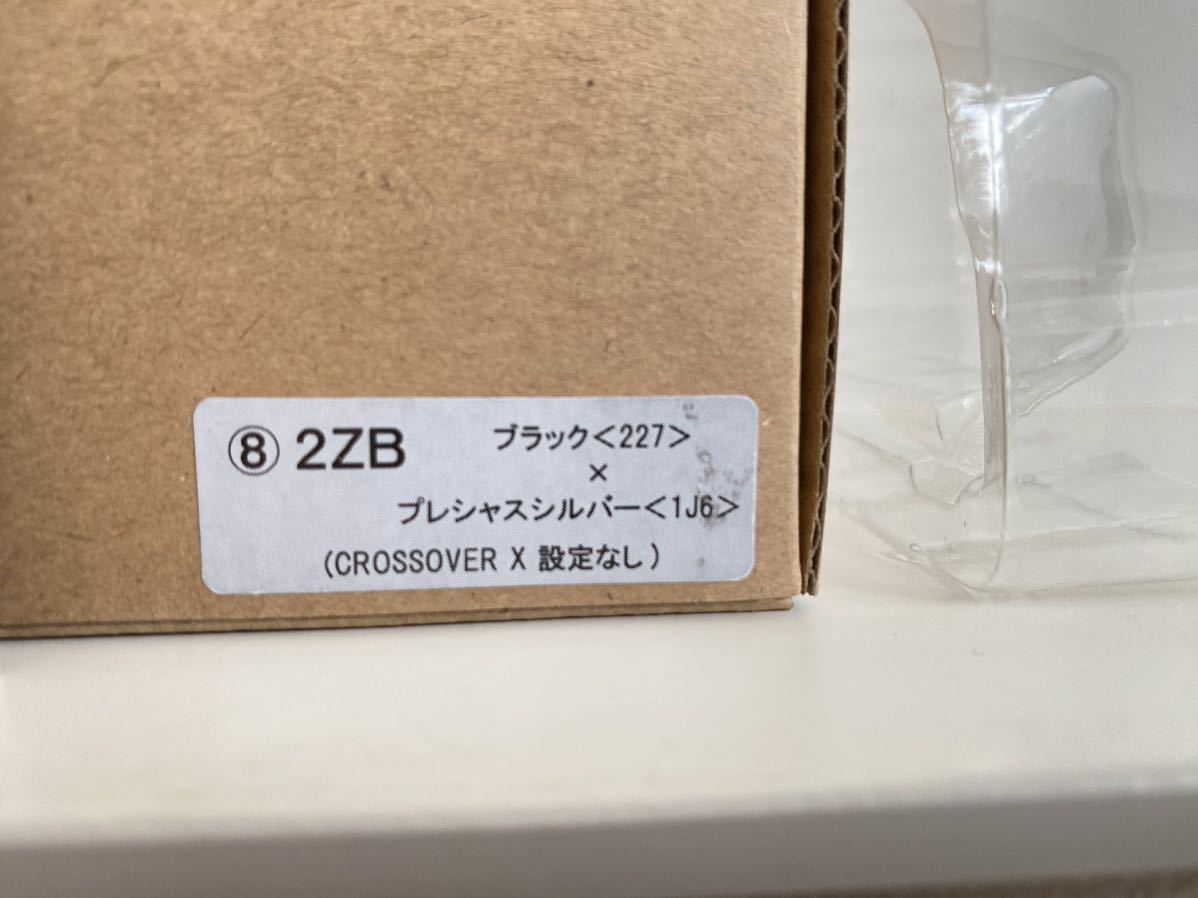 ⑧ 2ZB ブラック<227>
×
プレシャスシルバー<1J6>
(CROSSOVER X 設定なし)